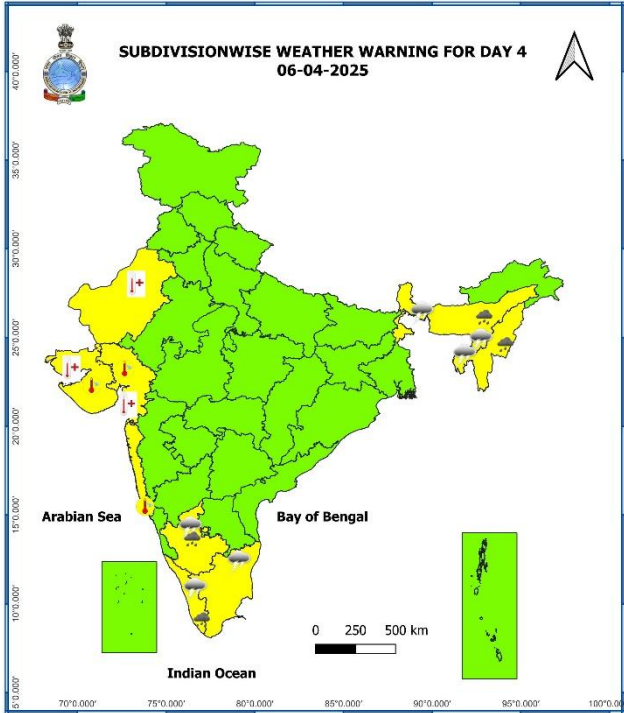 SUBDIVISIONWISE WEATHER WARNING FOR DAY 4
06-04-2025
40°0.000'
35°0.000'
30°0.000'
25°0.000'
20°0.000'
15°0.000'
10°0.000'
5°0.000'
Arabian Sea
Bay of Bengal
0 250 500 km
Indian Ocean
70°0.000' 75°0.000' 80°0.000' 85°0.000' 90°0.000' 95°0.000'